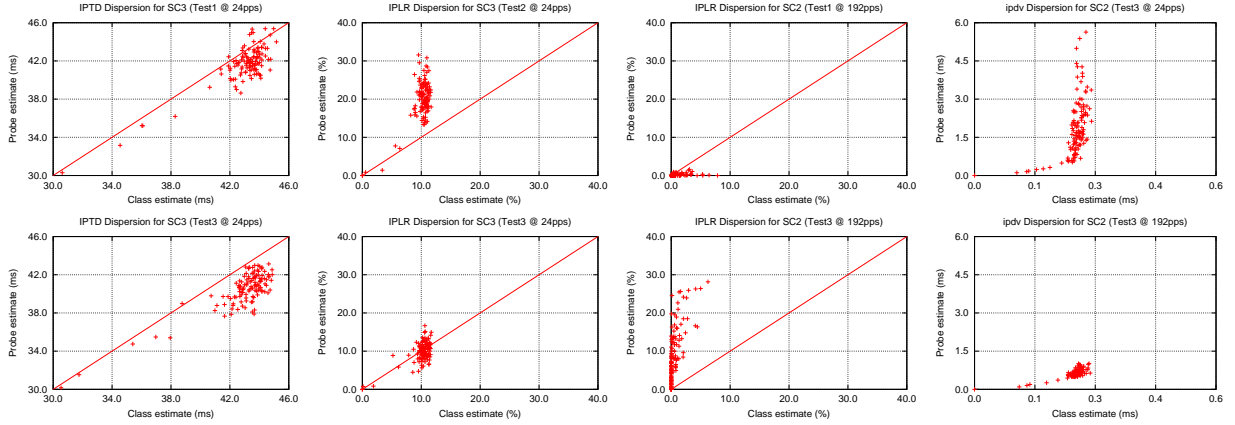 IPTD Dispersion for SC3 (Test1 @ 24pps)
46.0
42.0
38.0
34.0
30.0
30.0 34.0 38.0 42.0 46.0
Probe estimate (ms)
Class estimate (ms)
IPLR Dispersion for SC3 (Test2 @ 24pps)
40.0
30.0
20.0
10.0
0.0
0.0 10.0 20.0 30.0 40.0
Probe estimate (%)
Class estimate (%)
IPLR Dispersion for SC2 (Test1 @ 192pps)
40.0
30.0
20.0
10.0
0.0
0.0 10.0 20.0 30.0 40.0
Probe estimate (%)
Class estimate (%)
ipdv Dispersion for SC2 (Test3 @ 24pps)
6.0
4.5
3.0
1.5
0.0
0.0 0.1 0.3 0.4 0.6
Probe estimate (ms)
Class estimate (ms)
IPTD Dispersion for SC3 (Test3 @ 24pps)
46.0
42.0
38.0
34.0
30.0
30.0 34.0 38.0 42.0 46.0
Probe estimate (ms)
Class estimate (ms)
IPLR Dispersion for SC3 (Test3 @ 24pps)
40.0
30.0
20.0
10.0
0.0
0.0 10.0 20.0 30.0 40.0
Probe estimate (%)
Class estimate (%)
IPLR Dispersion for SC2 (Test3 @ 192pps)
40.0
30.0
20.0
10.0
0.0
0.0 10.0 20.0 30.0 40.0
Probe estimate (%)
Class estimate (%)
ipdv Dispersion for SC2 (Test3 @ 192pps)
6.0
4.5
3.0
1.5
0.0
0.0 0.1 0.3 0.4 0.6
Probe estimate (ms)
Class estimate (ms)